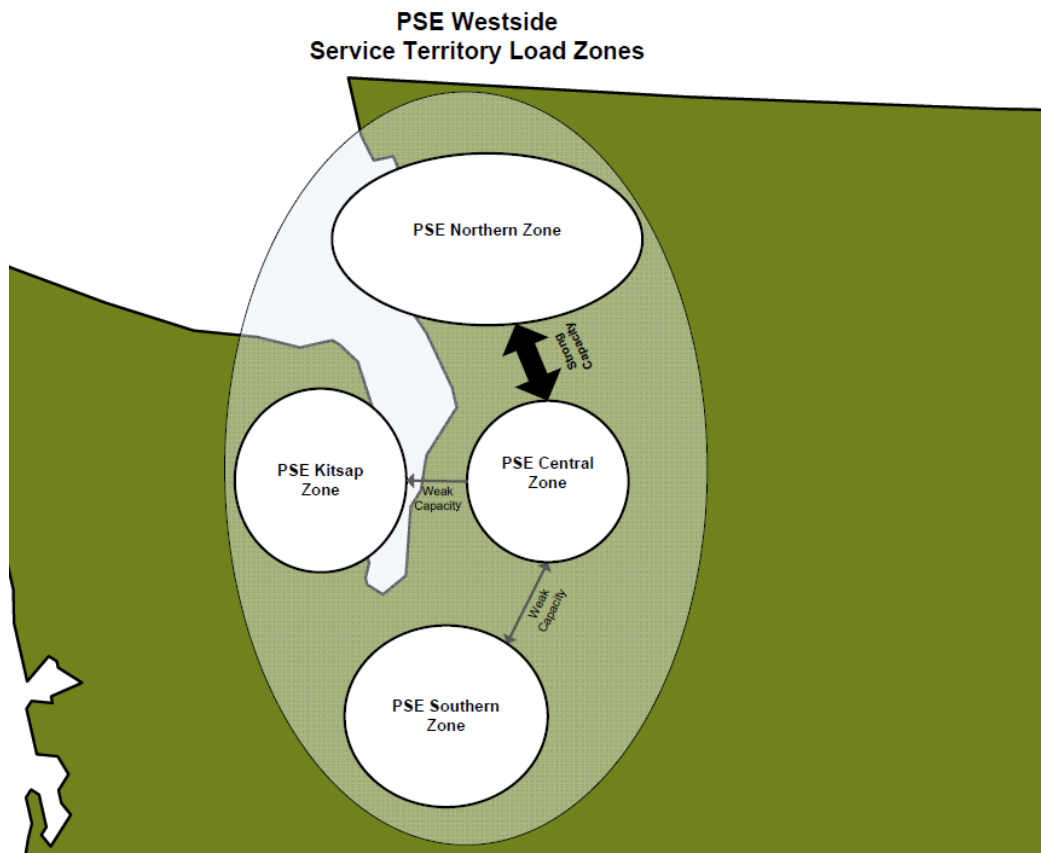 PSE Westside
Service Territory Load Zones
PSE Northern Zone
Strong
Capacity
PSE Kitsap
Zone
Weak
Capacity
PSE Central
Zone
Weak
Capacity
PSE Southern
Zone